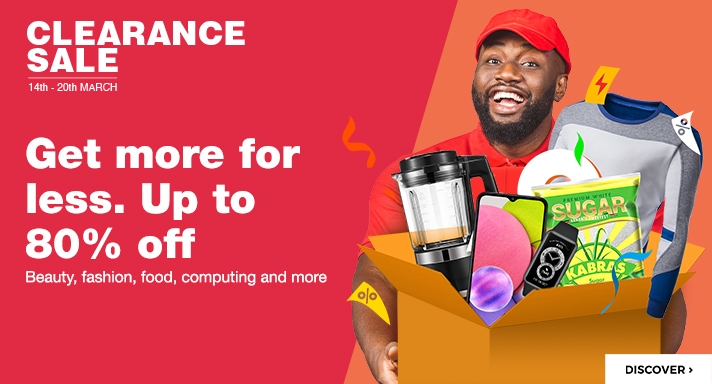 CLEARANCE
SALE
14th - 20th MARCH
Get more for
less. Up to
80% off
Beauty, fashion, food, computing and more
PREMIUM WHITE
SUGAR
KABRAS
Sugar
%
%
DISCOVER ›